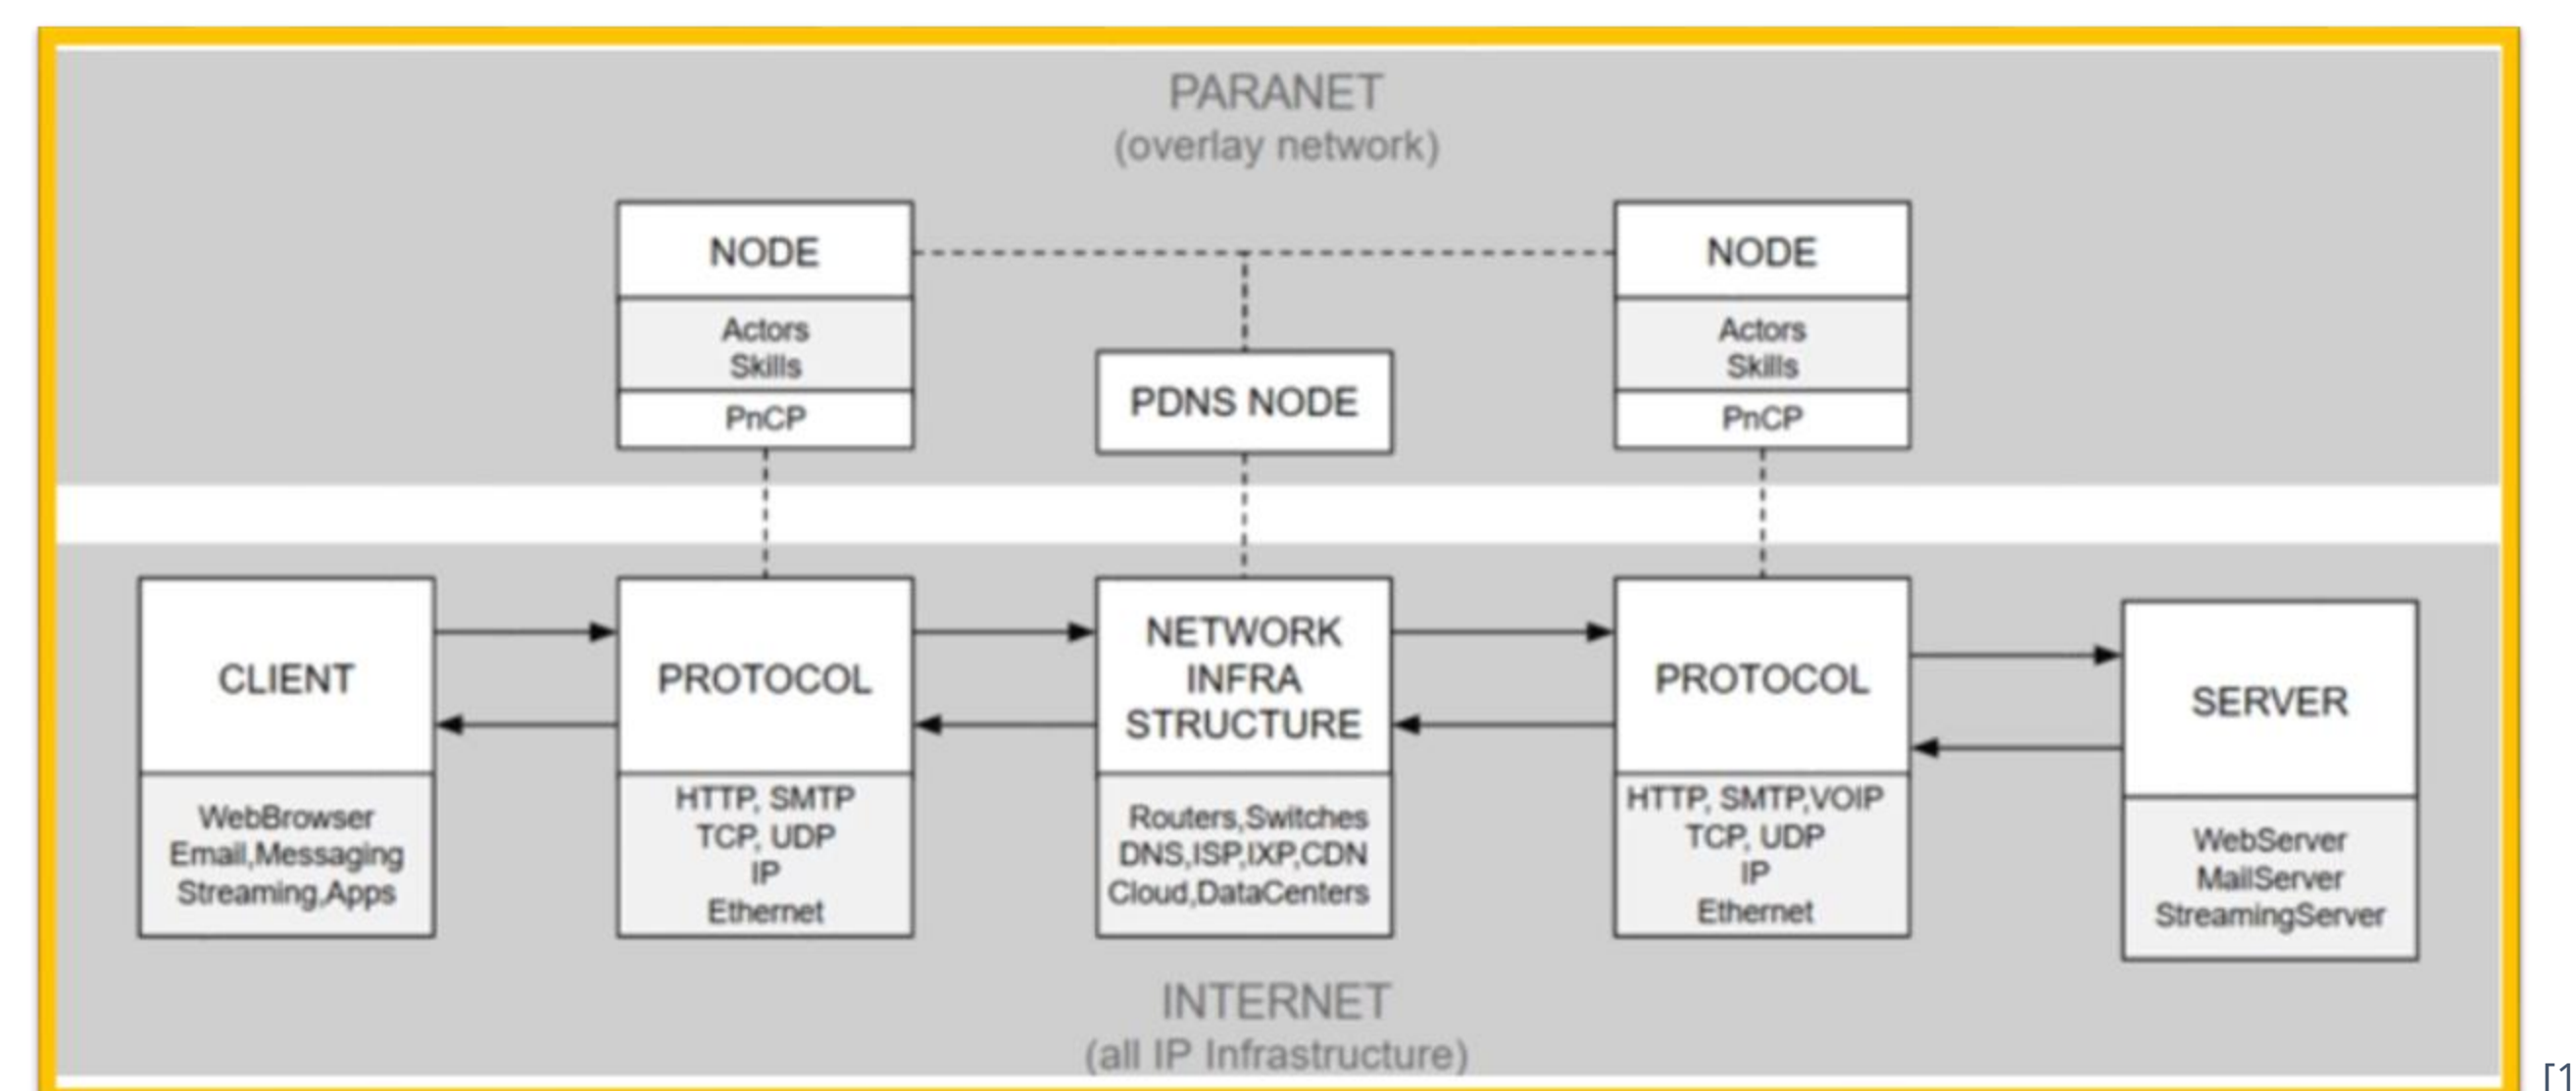 PARANET
(overlay network)
NODE
Actors
Skills
PnCP
PDNS NODE
NODE
Actors
Skills
PnCP
CLIENT
WebBrowser
Email,Messaging
Streaming,Apps
PROTOCOL
HTTP, SMTP
TCP, UDP
IP
Ethernet
NETWORK
INFRA
STRUCTURE
Routers,Switches
DNS,ISP,IXP,CDN
Cloud,DataCenters
PROTOCOL
HTTP, SMTP,VOIP
TCP, UDP
IP
Ethernet
SERVER
WebServer
MailServer
StreamingServer
INTERNET
(all IP Infrastructure)